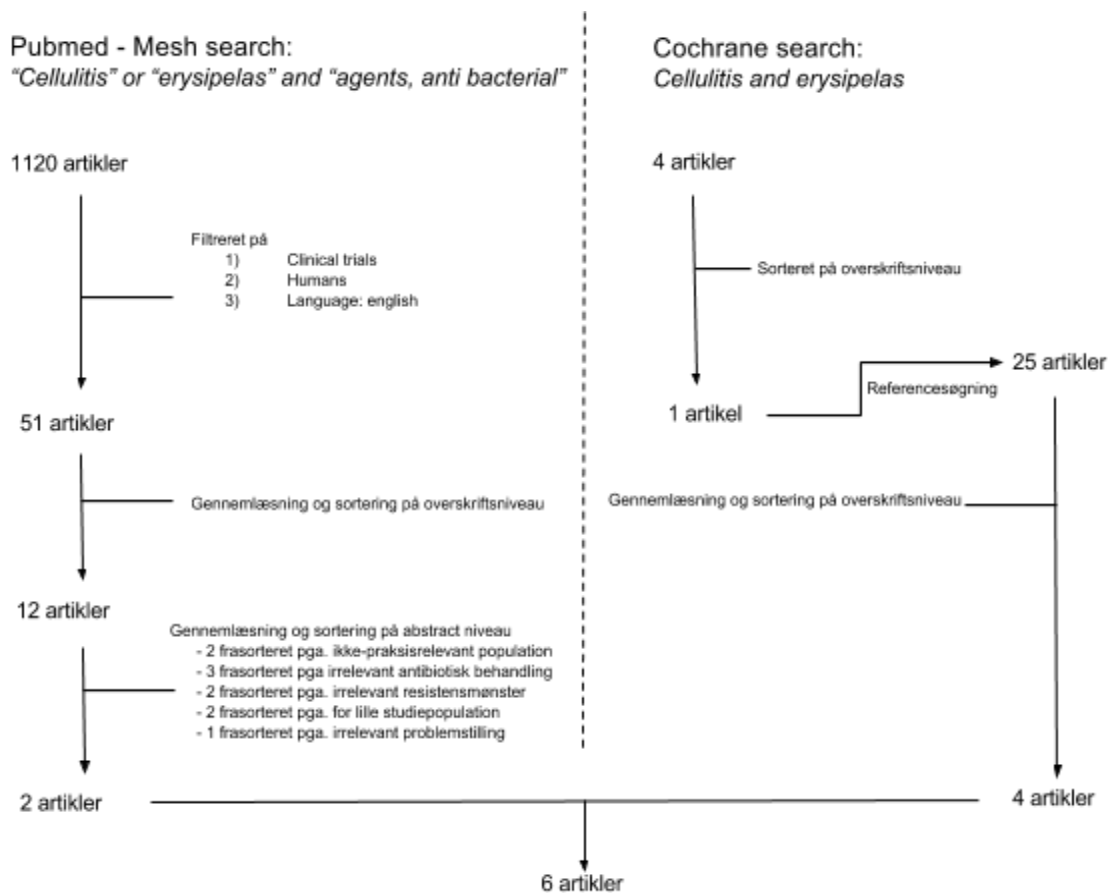 Pubmed - Mesh search:
“Cellulitis” or “erysipelas” and “agents, anti bacterial”
1120 artikler
Filtreret på
1) Clinical trials
2) Humans
3) Language: english
51 artikler
Gennemlæsning og sortering på overskriftsniveau
12 artikler
Gennemlæsning og sortering på abstract niveau
- 2 frasorteret pga. ikke-praksisrelevant population
- 3 frasorteret pga irrelevant antibiotisk behandling
- 2 frasorteret pga. irrelevant resistensmønster
- 2 frasorteret pga. for lille studiepopulation
- 1 frasorteret pga. irrelevant problemstilling
2 artikler
Cochrane search:
Cellulitis and erysipelas
4 artikler
Sorteret på overskriftsniveau
1 artikel
Referencesøgning
25 artikler
Gennemlæsning og sortering på overskriftsniveau
4 artikler
6 artikler